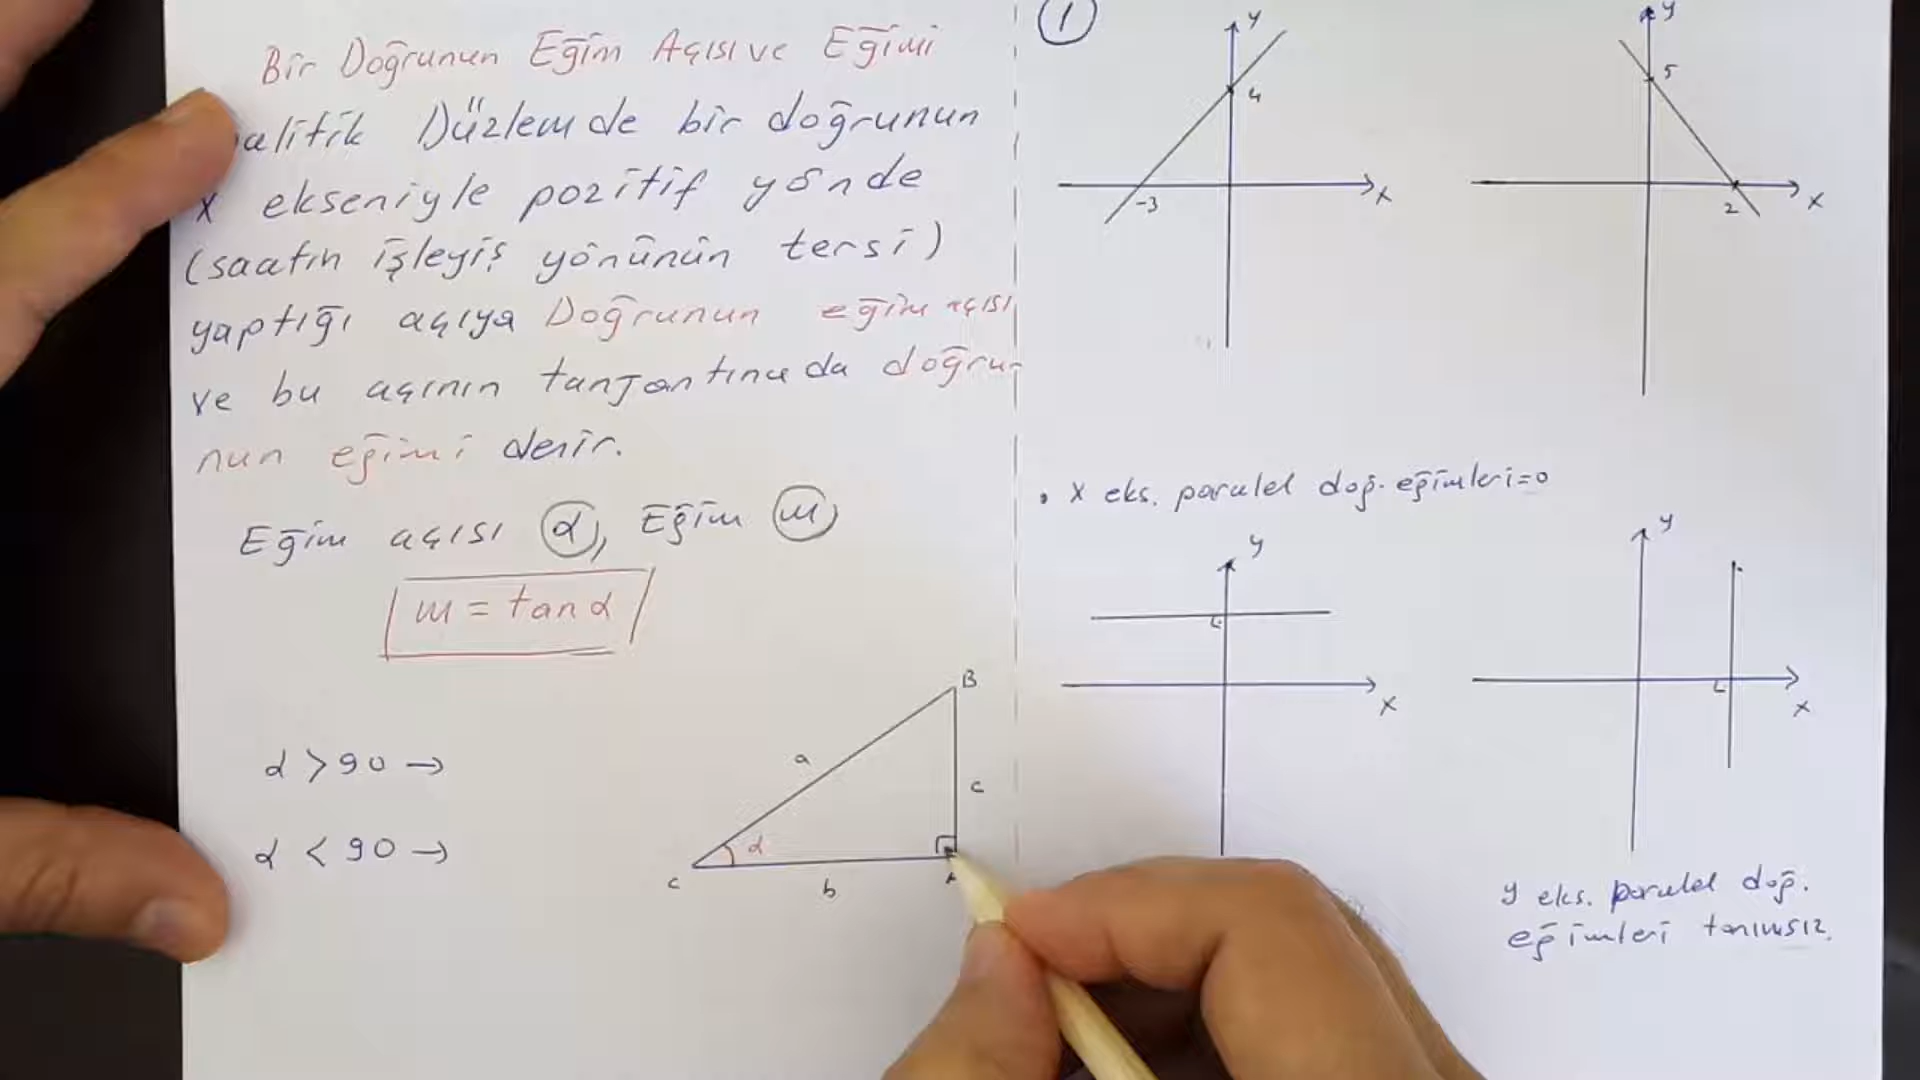 Bir Doğrunun Eğim Açısı ve Eğimi
alitik Düzlemde bir doğrunun
x ekseniyle pozitif yönde
(saatin işleyiş yönünün tersi)
yaptığı açıya Doğrunun eğim açısı
ve bu açının tanjantına da doğru-
nun eğimi denir.
Eğim açısı α, Eğim m
m = tan α
α > 90 →
α < 90 →
B
a
c
α
C
b
A
1
y
4
-3
x
y
5
2
x
. x eks. paralel doğ. eğimleri=0
y
x
y
x
y eks. paralel doğ.
eğimleri tanımsız.